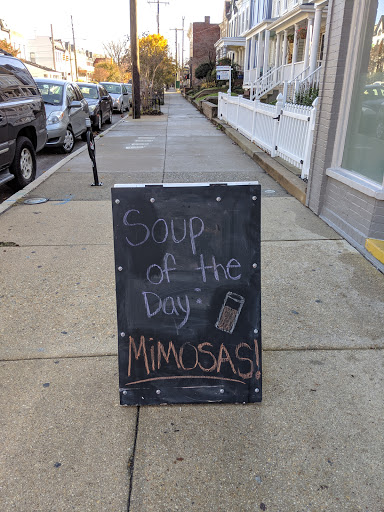 Soup
of the
Day:
MIMOSAS!